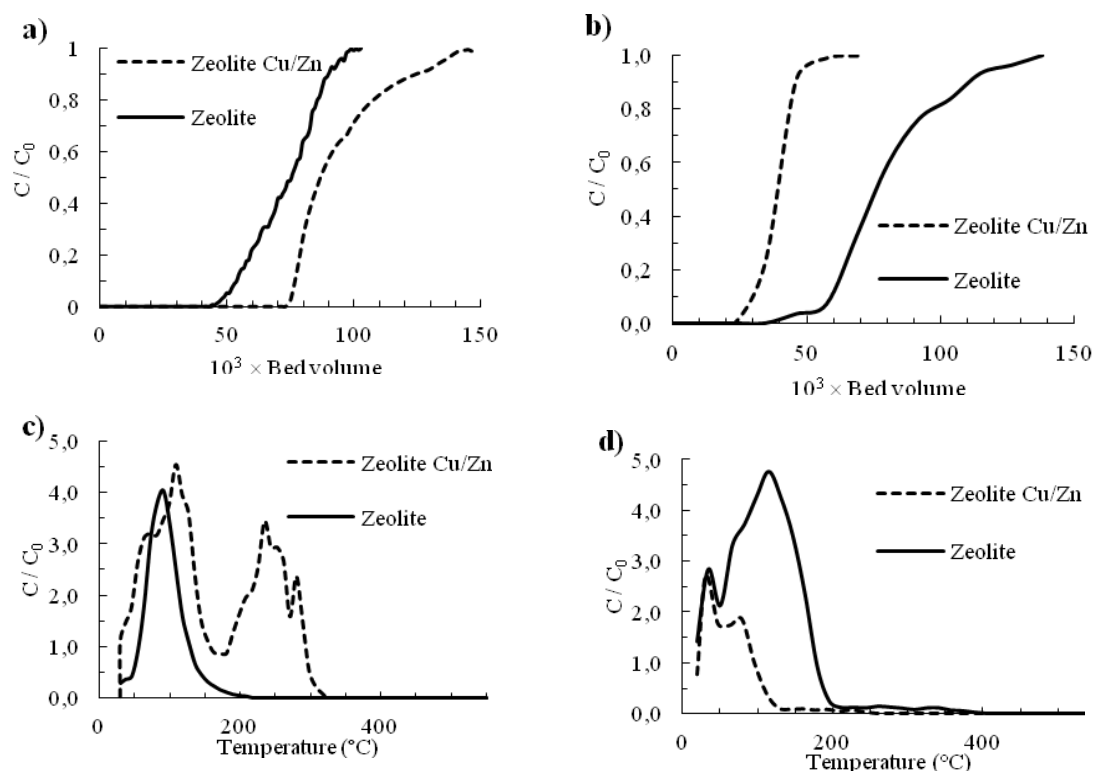 a)
1
0,8
0,6
0,4
0,2
0
C / C0
Zeolite Cu/Zn
Zeolite
0
50
100
150
10³ × Bed volume
b)
1,0
0,8
0,6
0,4
0,2
0,0
C / C0
Zeolite Cu/Zn
Zeolite
0
50
100
150
10³ × Bed volume
c)
5,0
4,0
3,0
2,0
1,0
0,0
C / C0
Zeolite Cu/Zn
Zeolite
0
200
400
Temperature (°C)
d)
5,0
4,0
3,0
2,0
1,0
0,0
C / C0
Zeolite Cu/Zn
Zeolite
0
200
400
Temperature (°C)